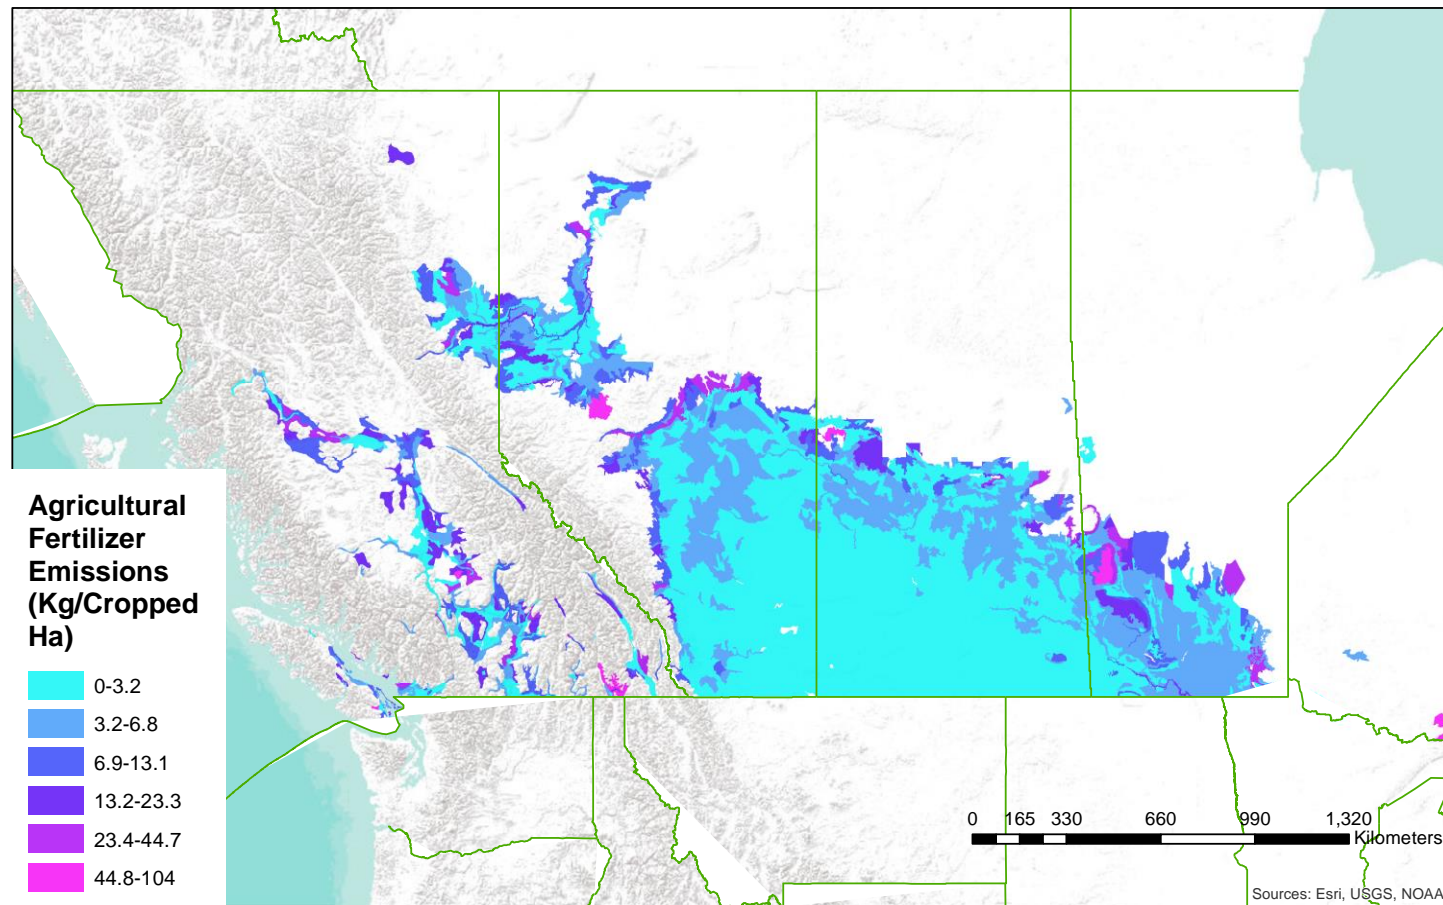 Agricultural
Fertilizer
Emissions
(Kg/Cropped
Ha)
0-3.2
3.2-6.8
6.9-13.1
13.2-23.3
23.4-44.7
44.8-104
0 165 330 660 990 1,320
Kilometers
Sources: Esri, USGS, NOAA